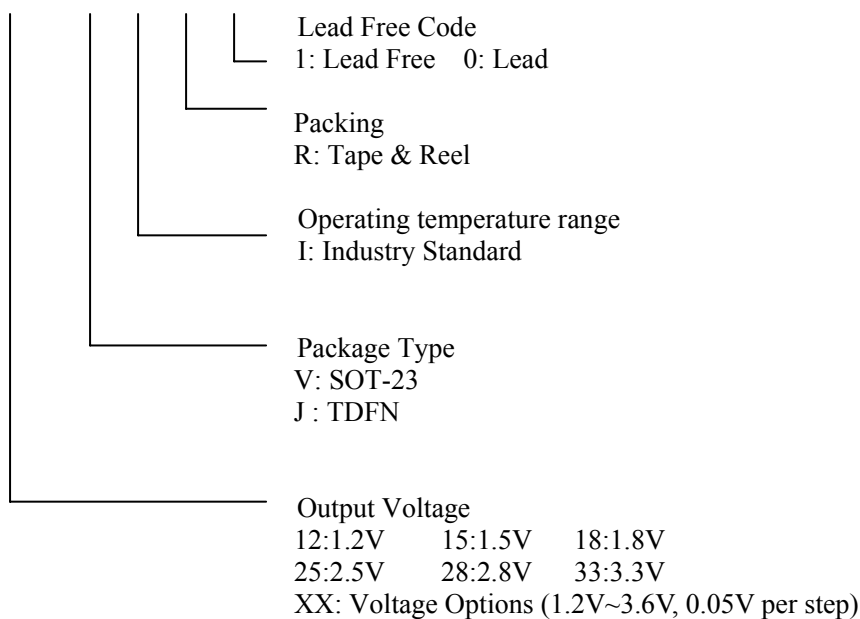 Lead Free Code
1: Lead Free 0: Lead
Packing
R: Tape & Reel
Operating temperature range
I: Industry Standard
Package Type
V: SOT-23
J : TDFN
Output Voltage
12:1.2V 15:1.5V 18:1.8V
25:2.5V 28:2.8V 33:3.3V
XX: Voltage Options (1.2V~3.6V, 0.05V per step)